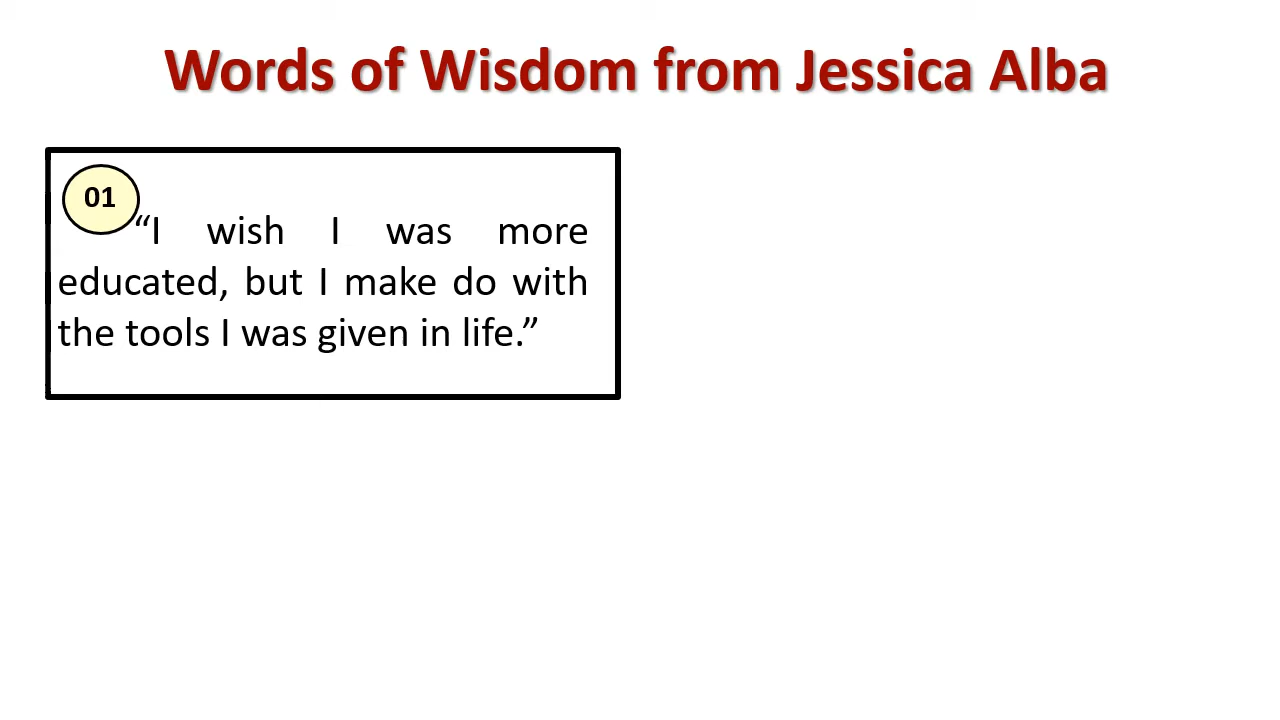 Words of Wisdom from Jessica Alba
01
“I wish I was more
educated, but I make do with
the tools I was given in life.”